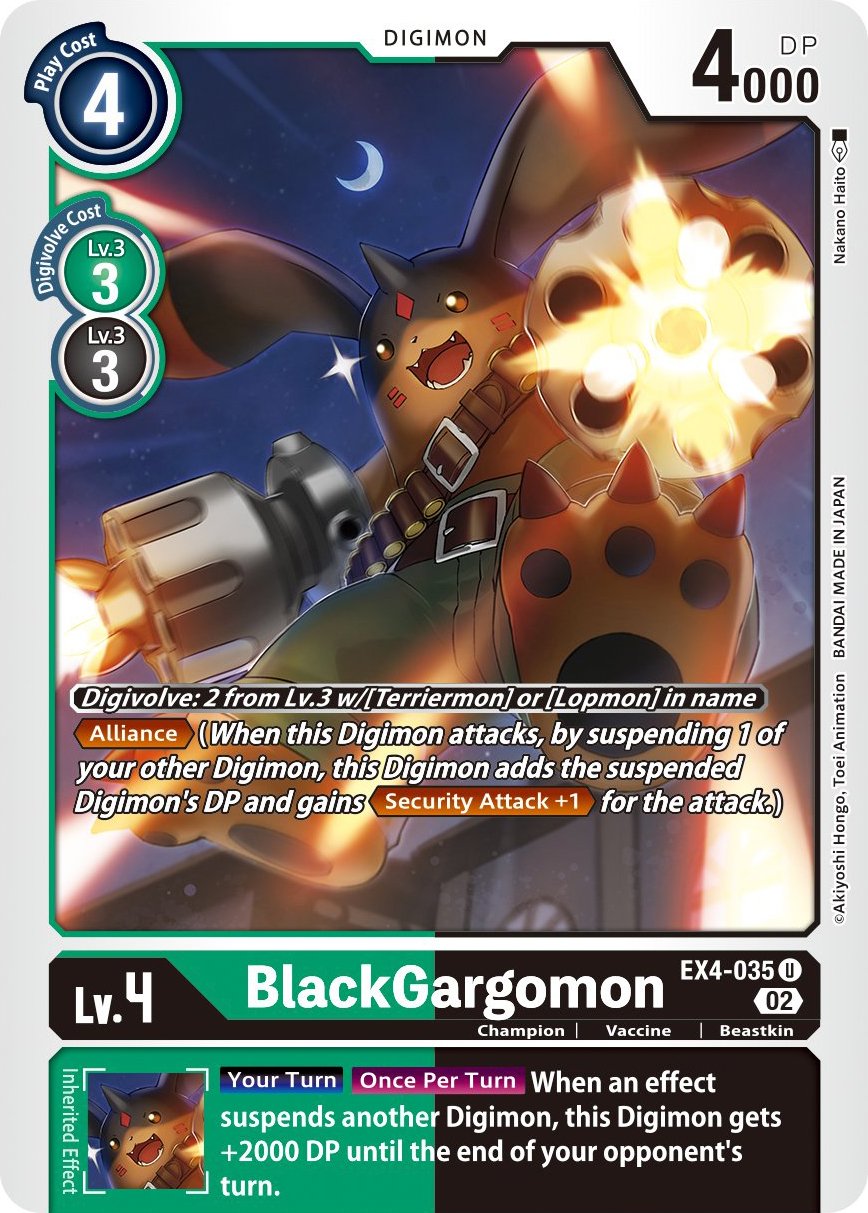 DIGIMON
Play Cost
4
DP
4000
Digivolve Cost
Lv.3
3
Lv.3
3
Nakano Haito
BANDAI MADE IN JAPAN
©Akiyoshi Hongo, Toei Animation
Digivolve: 2 from Lv.3 w/[Terriermon] or [Lopmon] in name
Alliance (When this Digimon attacks, by suspending 1 of
your other Digimon, this Digimon adds the suspended
Digimon's DP and gains Security Attack +1 for the attack.)
Lv.4
BlackGargomon
EX4-035 U
02
Champion | Vaccine | Beastkin
Inherited Effect
Your Turn Once Per Turn When an effect
suspends another Digimon, this Digimon gets
+2000 DP until the end of your opponent's
turn.